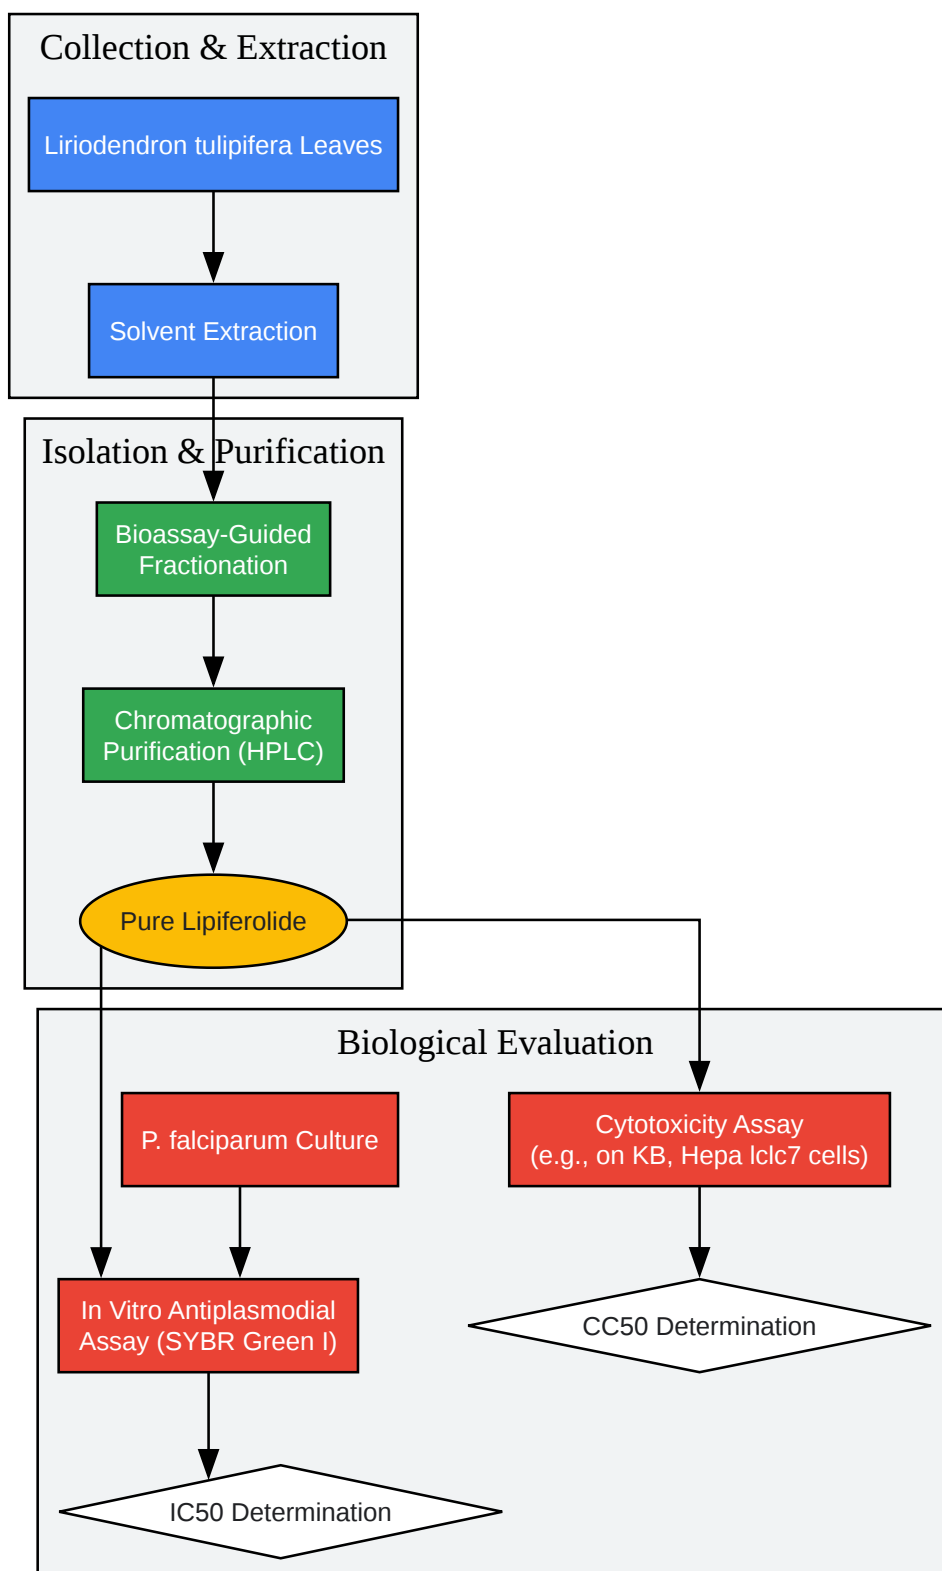 Collection & Extraction
Liriodendron tulipifera Leaves
Solvent Extraction
Isolation & Purification
Bioassay-Guided
Fractionation
Chromatographic
Purification (HPLC)
Pure Lipiferolide
Biological Evaluation
P. falciparum Culture
Cytotoxicity Assay
(e.g., on KB, Hepa lclc7 cells)
In Vitro Antiplasmodial
Assay (SYBR Green I)
CC50 Determination
IC50 Determination